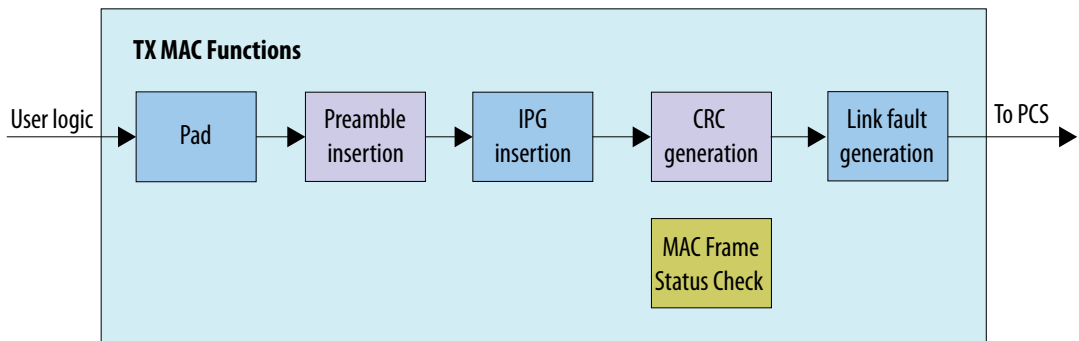 TX MAC Functions
User logic
Pad
Preamble
insertion
IPG
insertion
CRC
generation
Link fault
generation
To PCS
MAC Frame
Status Check